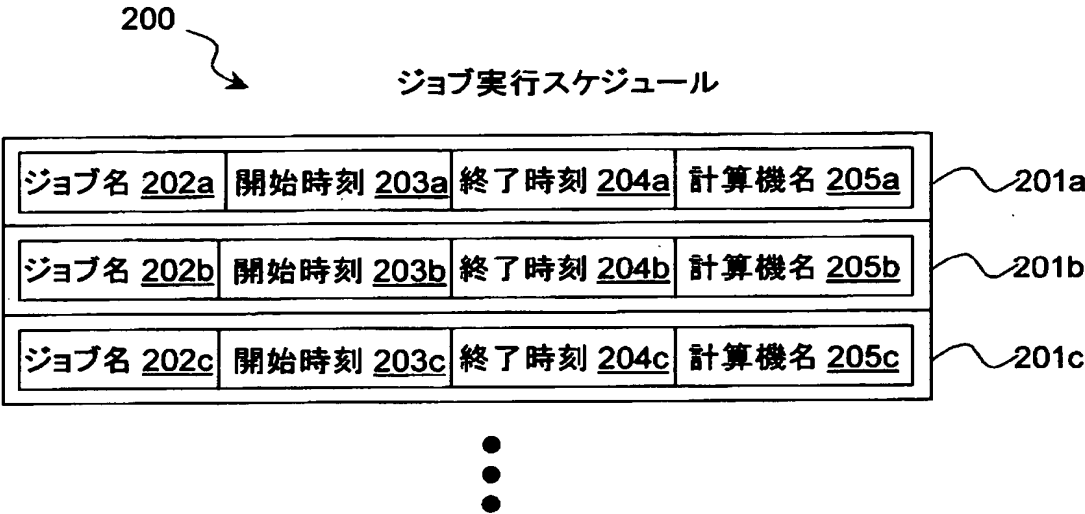 200
ジョブ実行スケジュール
ジョブ名 202a 開始時刻 203a 終了時刻 204a 計算機名 205a 201a
ジョブ名 202b 開始時刻 203b 終了時刻 204b 計算機名 205b 201b
ジョブ名 202c 開始時刻 203c 終了時刻 204c 計算機名 205c 201c